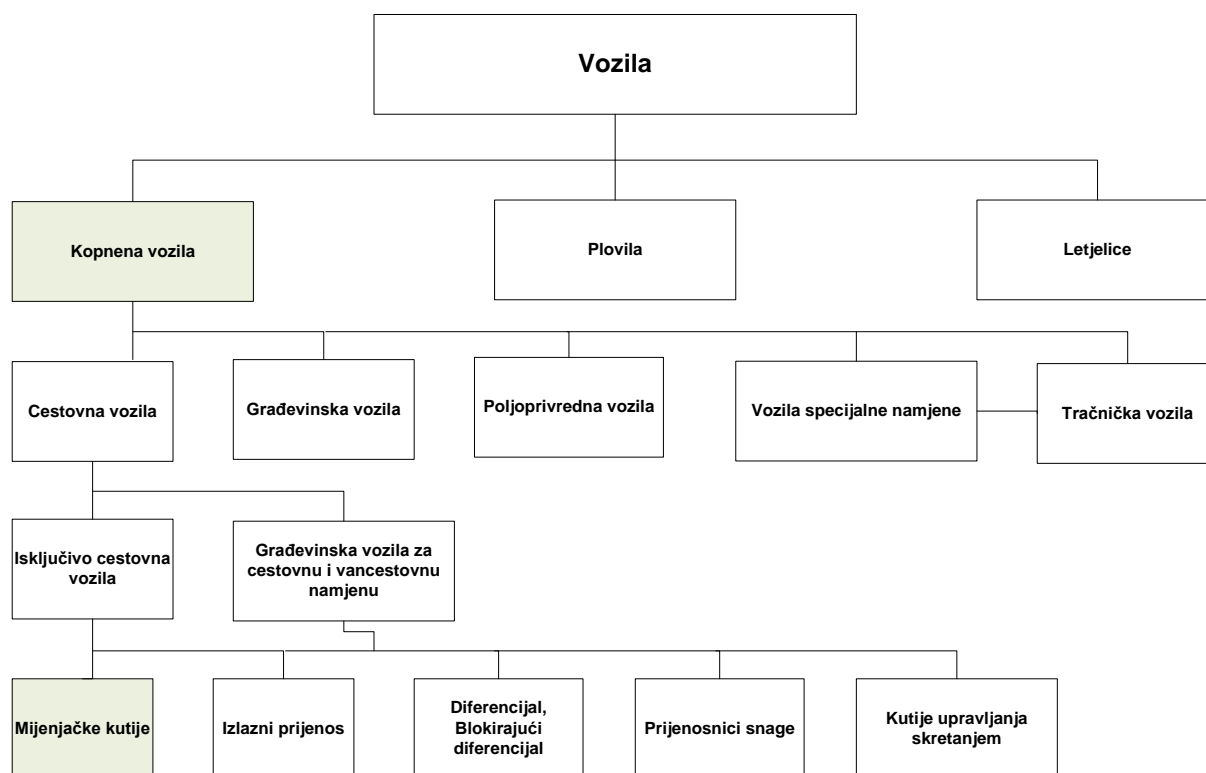 Vozila
Kopnena vozila
Plovila
Letjelice
Cestovna vozila
Građevinska vozila
Poljoprivredna vozila
Vozila specijalne namjene
Tračnička vozila
Isključivo cestovna
vozila
Građevinska vozila za
cestovnu i vancestovnu
namjenu
Mijenjačke kutije
Izlazni prijenos
Diferencijal,
Blokirajući
diferencijal
Prijenosnici snage
Kutije upravljanja
skretanjem